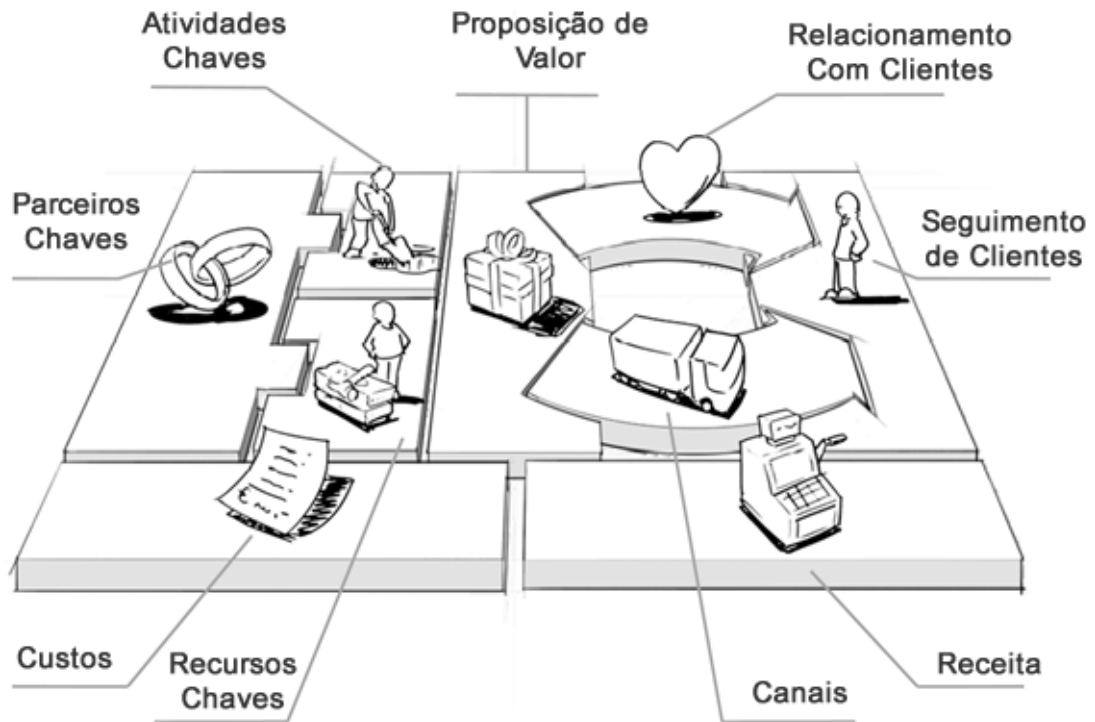 Atividades
Chaves
Proposição de
Valor
Relacionamento
Com Clientes
Parceiros
Chaves
Seguimento
de Clientes
Custos
Recursos
Chaves
Canais
Receita